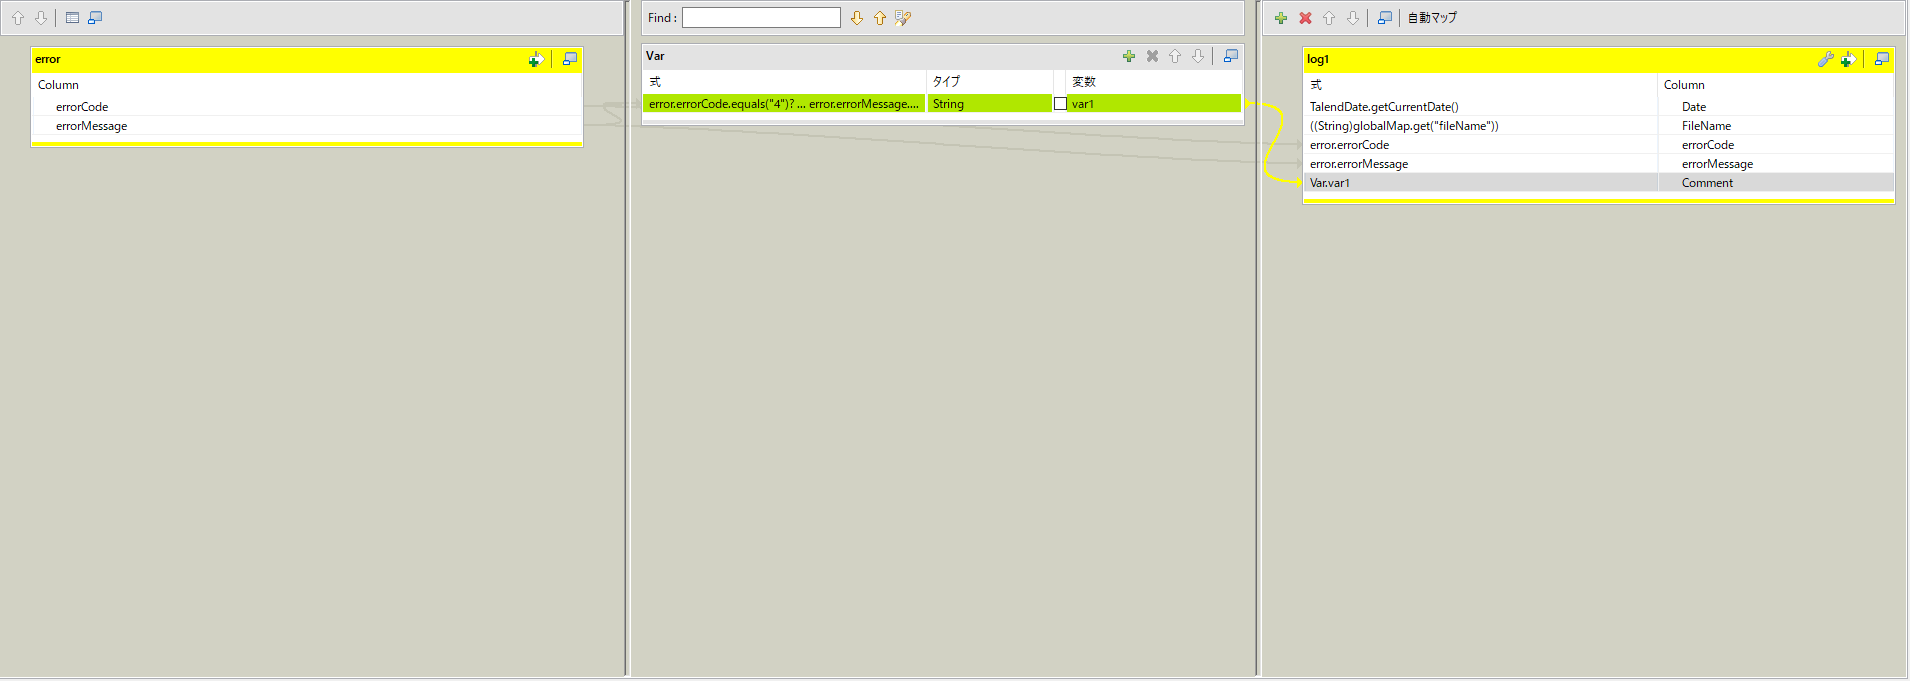 Find :
自動マップ
error
Column
errorCode
errorMessage
Var
式 タイプ 変数
error.errorCode.equals("4")? ... error.errorMessage.... String var1
log1
式 Column
TalendDate.getCurrentDate() Date
((String)globalMap.get("fileName")) FileName
error.errorCode errorCode
error.errorMessage errorMessage
Var.var1 Comment